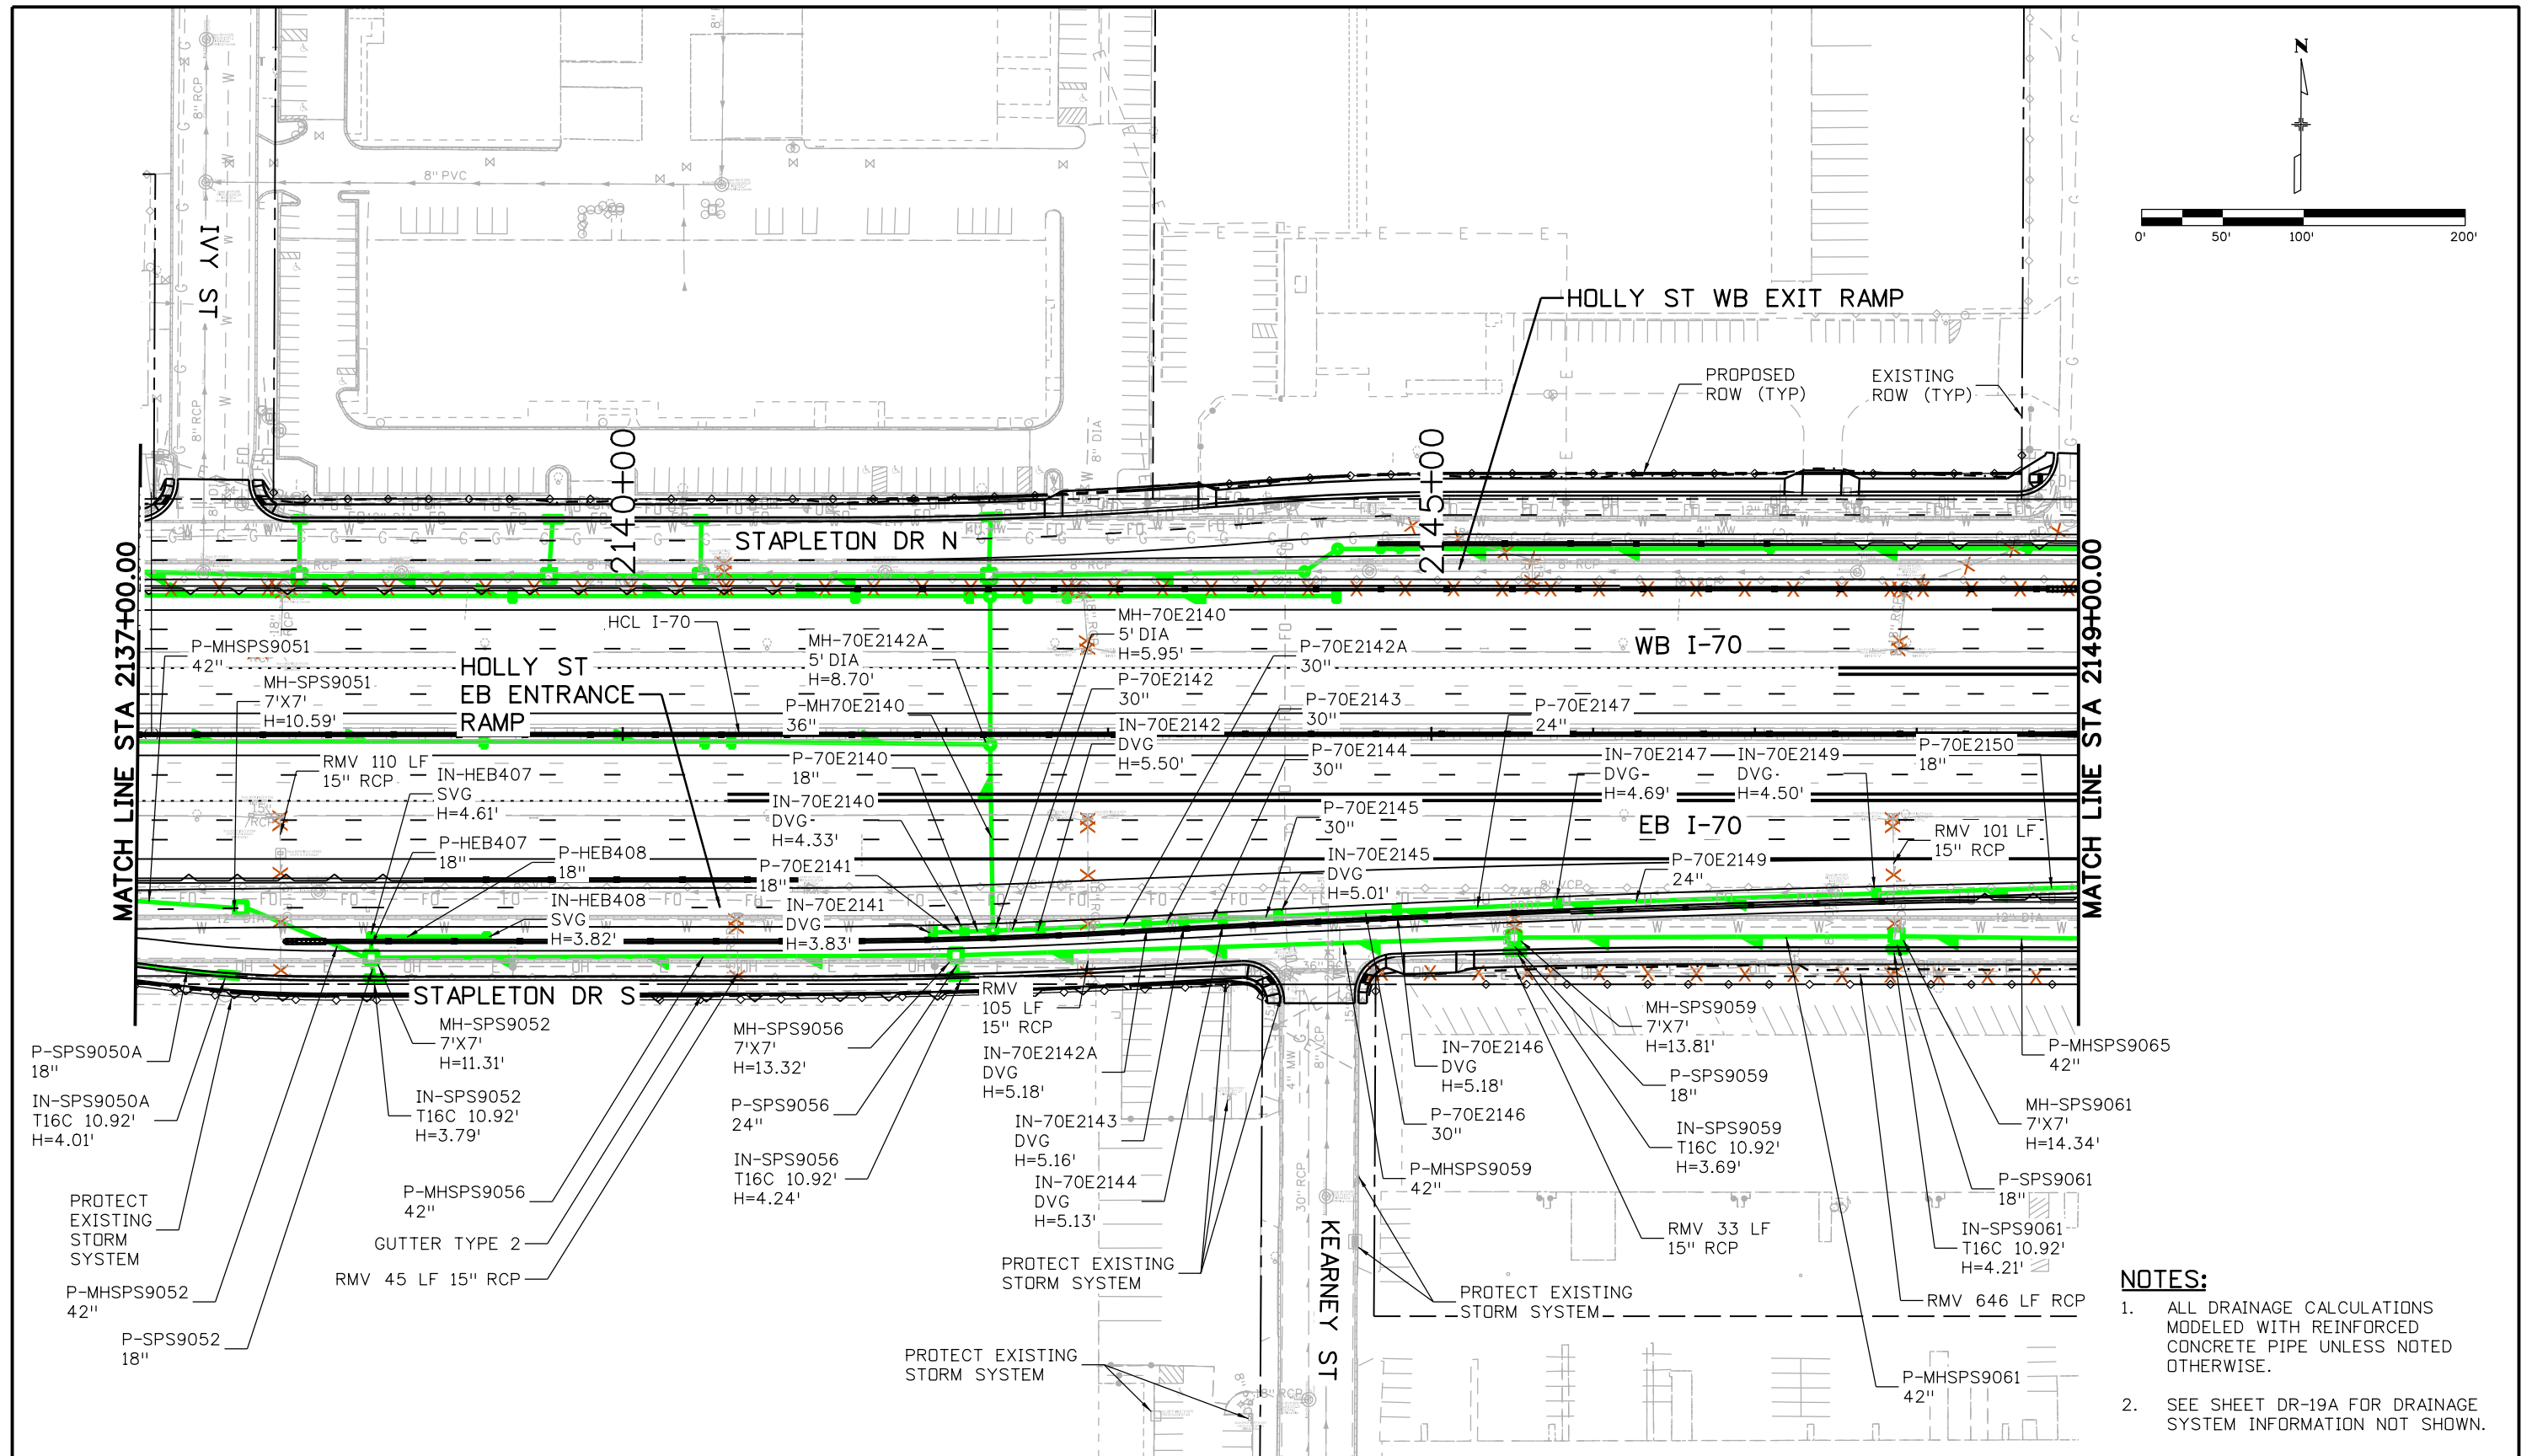 N
0' 50' 100' 200'
IVY ST
8" RCP
8" PVC
8" RCP
HOLLY ST WB EXIT RAMP
PROPOSED
ROW (TYP)
EXISTING
ROW (TYP)
8" DIA
2140+00
2145+00
STAPLETON DR N
MATCH LINE STA 2137+00.00
MATCH LINE STA 2149+00.00
P-MHSPS9051
42"
MH-SPS9051
7'X7'
H=10.59'
HOLLY ST
EB ENTRANCE
RAMP
HCL I-70
MH-70E2142A
5' DIA
H=8.70'
P-MH70E2140
36"
MH-70E2140
5' DIA
H=5.95'
P-70E2142
30"
IN-70E2142
DVG
H=5.50'
P-70E2142A
30"
P-70E2143
30"
P-70E2144
30"
P-70E2145
30"
WB I-70
P-70E2147
24"
IN-70E2147
DVG
H=4.69'
IN-70E2149
DVG
H=4.50'
P-70E2150
18"
RMV 110 LF
15" RCP
IN-HEB407
SVG
H=4.61'
P-HEB407
18"
P-HEB408
18"
IN-HEB408
SVG
H=3.82'
P-70E2140
18"
IN-70E2140
DVG
H=4.33'
P-70E2141
18"
IN-70E2141
DVG
H=3.83'
IN-70E2145
DVG
H=5.01'
EB I-70
P-70E2149
24"
RMV 101 LF
15" RCP
STAPLETON DR S
P-SPS9050A
18"
IN-SPS9050A
T16C 10.92'
H=4.01'
PROTECT
EXISTING
STORM
SYSTEM
P-MHSPS9052
42"
P-SPS9052
18"
MH-SPS9052
7'X7'
H=11.31'
IN-SPS9052
T16C 10.92'
H=3.79'
P-MHSPS9056
42"
GUTTER TYPE 2
RMV 45 LF 15" RCP
MH-SPS9056
7'X7'
H=13.32'
P-SPS9056
24"
IN-SPS9056
T16C 10.92'
H=4.24'
RMV
105 LF
15" RCP
IN-70E2142A
DVG
H=5.18'
IN-70E2143
DVG
H=5.16'
IN-70E2144
DVG
H=5.13'
PROTECT EXISTING
STORM SYSTEM
PROTECT EXISTING
STORM SYSTEM
KEARNEY ST
30" RCP
8" VCP
4" MW
IN-70E2146
DVG
H=5.18'
P-70E2146
30"
P-MHSPS9059
42"
PROTECT EXISTING
STORM SYSTEM
MH-SPS9059
7'X7'
H=13.81'
P-SPS9059
18"
IN-SPS9059
T16C 10.92'
H=3.69'
RMV 33 LF
15" RCP
P-MHSPS9065
42"
MH-SPS9061
7'X7'
H=14.34'
P-SPS9061
18"
IN-SPS9061
T16C 10.92'
H=4.21'
RMV 646 LF RCP
P-MHSPS9061
42"
NOTES:
1. ALL DRAINAGE CALCULATIONS
MODELED WITH REINFORCED
CONCRETE PIPE UNLESS NOTED
OTHERWISE.
2. SEE SHEET DR-19A FOR DRAINAGE
SYSTEM INFORMATION NOT SHOWN.